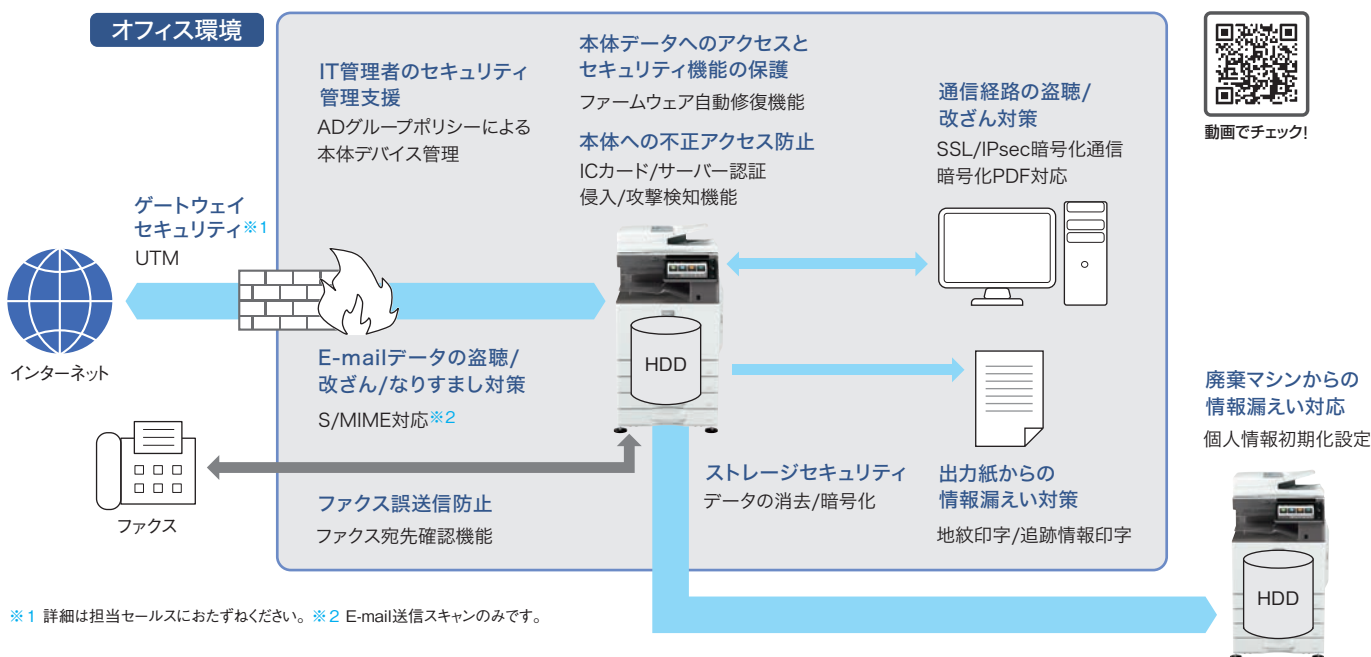 オフィス環境
IT管理者のセキュリティ
管理支援
ADグループポリシーによる
本体デバイス管理
本体データへのアクセスと
セキュリティ機能の保護
ファームウェア自動修復機能
本体への不正アクセス防止
ICカード/サーバー認証
侵入/攻撃検知機能
通信経路の盗聴/
改ざん対策
SSL/IPsec暗号化通信
暗号化PDF対応
動画でチェック!
ゲートウェイ
セキュリティ※1
UTM
インターネット
E-mailデータの盗聴/
改ざん/なりすまし対策
S/MIME対応※2
HDD
ファクス
ファクス誤送信防止
ファクス宛先確認機能
ストレージセキュリティ
データの消去/暗号化
出力紙からの
情報漏えい対策
地紋印字/追跡情報印字
廃棄マシンからの
情報漏えい対応
個人情報初期化設定
HDD
※1 詳細は担当セールスにおたずねください。※2 E-mail送信スキャンのみです。